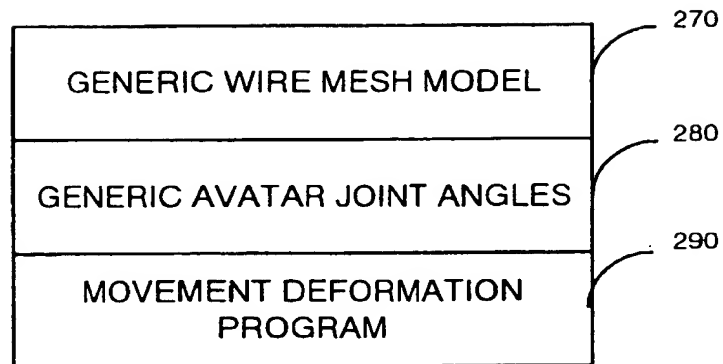 270
GENERIC WIRE MESH MODEL
280
GENERIC AVATAR JOINT ANGLES
290
MOVEMENT DEFORMATION
PROGRAM